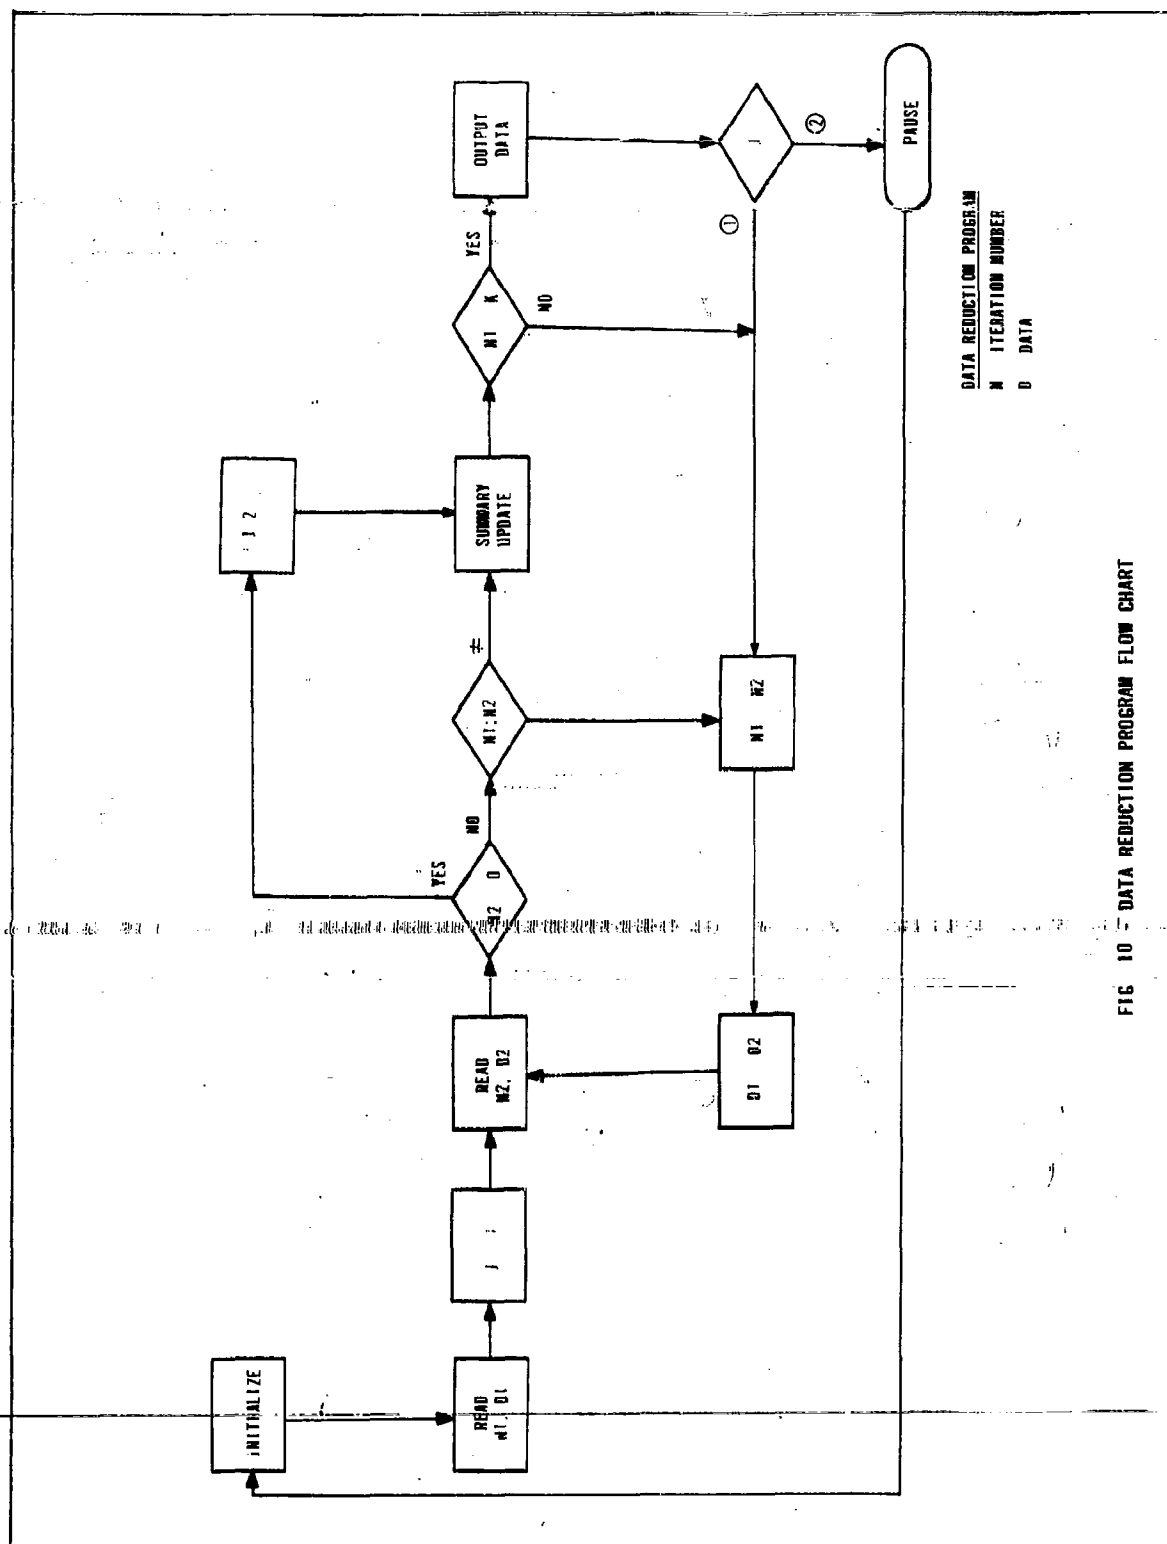 INITIALIZE
READ
N1, D1
J
READ
N2, D2
N2 0
YES
NO
N1:N2
≠
J 2
SUMMARY
UPDATE
N1 K
YES
NO
OUTPUT
DATA
J
①
②
PAUSE
N1 N2
D1 D2
DATA REDUCTION PROGRAM
N ITERATION NUMBER
D DATA
FIG 10 - DATA REDUCTION PROGRAM FLOW CHART